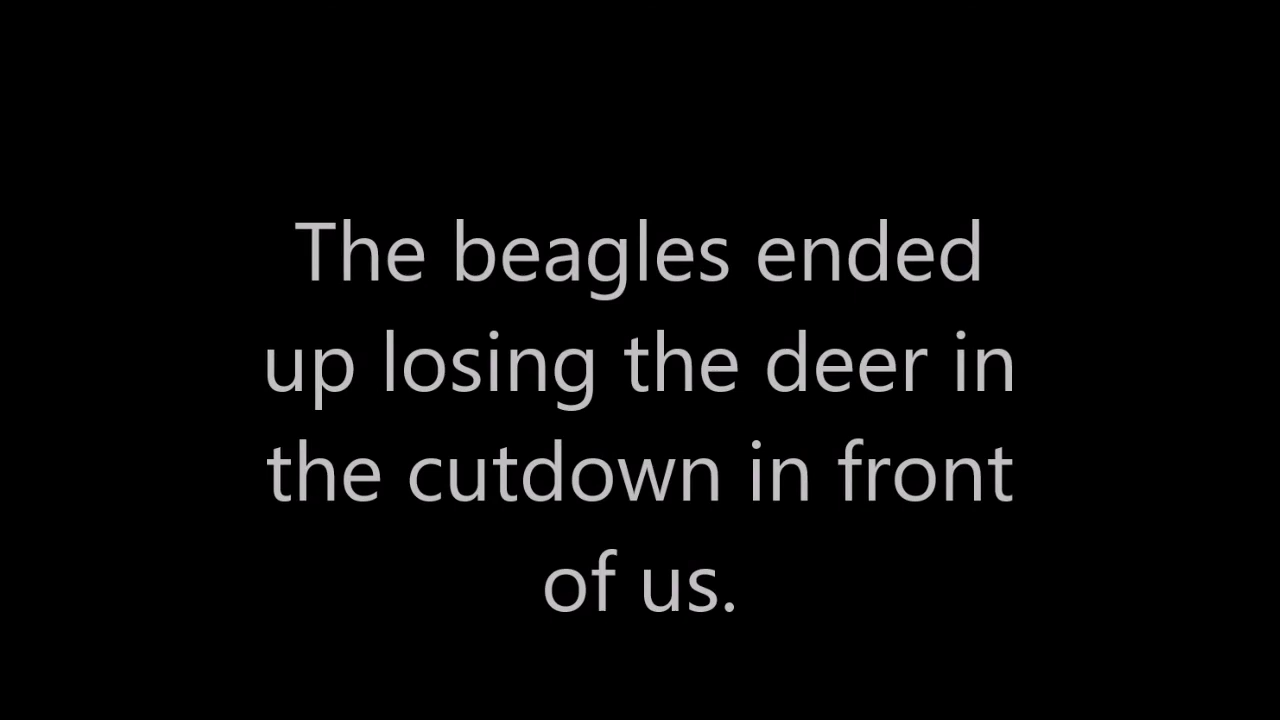 The beagles ended
up losing the deer in
the cutdown in front
of us.